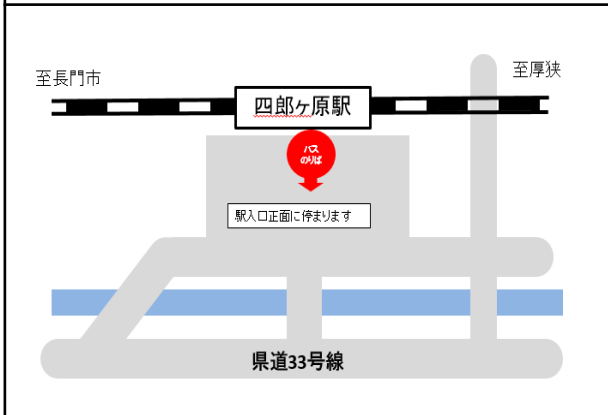 至長門市
至厚狭
四郎ヶ原駅
バス
のりば
駅入口正面に停まります
県道33号線